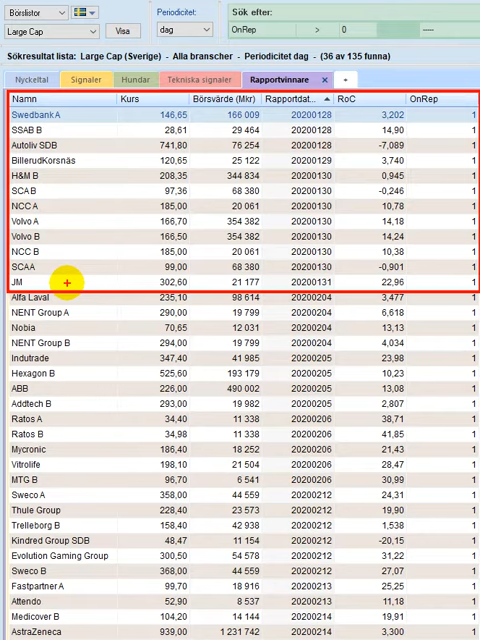 Börslistor
Periodicitet:
Sök efter:
Large Cap
Visa
dag
OnRep > 0 -----
Sökresultat lista: Large Cap (Sverige) - Alla branscher - Periodicitet dag - (36 av 135 funna)
Nyckeltal Signaler Hundar Tekniska signaler Rapportvinnare x +
Namn Kurs Börsvärde (Mkr) Rapportdat... RoC OnRep
Swedbank A 146,65 166 009 20200128 3,202 1
SSAB B 28,61 29 464 20200128 14,90 1
Autoliv SDB 741,80 76 254 20200128 -7,089 1
BillerudKorsnäs 120,65 25 122 20200129 3,740 1
H&M B 208,35 344 834 20200130 0,945 1
SCA B 97,36 68 380 20200130 -0,246 1
NCC A 185,00 20 061 20200130 10,78 1
Volvo A 166,70 354 382 20200130 14,18 1
Volvo B 166,50 354 382 20200130 14,24 1
NCC B 185,00 20 061 20200130 10,38 1
SCAA 99,00 68 380 20200130 -0,901 1
JM 302,60 21 177 20200131 22,96 1
Alfa Laval 235,10 98 614 20200204 3,477 1
NENT Group A 290,00 19 799 20200204 6,618 1
Nobia 70,65 12 031 20200204 13,13 1
NENT Group B 294,00 19 799 20200204 4,034 1
Indutrade 347,40 41 985 20200205 23,98 1
Hexagon B 525,60 193 179 20200205 10,23 1
ABB 226,00 490 002 20200205 13,08 1
Addtech B 293,00 19 982 20200205 2,807 1
Ratos A 34,40 11 338 20200206 38,71 1
Ratos B 34,98 11 338 20200206 41,85 1
Mycronic 186,40 18 252 20200206 21,43 1
Vitrolife 198,10 21 504 20200206 28,47 1
MTG B 96,70 6 541 20200206 30,99 1
Sweco A 358,00 44 559 20200212 24,31 1
Thule Group 228,40 23 573 20200212 19,90 1
Trelleborg B 158,40 42 938 20200212 1,538 1
Kindred Group SDB 48,47 11 154 20200212 -20,15 1
Evolution Gaming Group 300,50 54 578 20200212 31,22 1
Sweco B 368,00 44 559 20200212 27,07 1
Fastpartner A 99,70 18 916 20200213 25,25 1
Attendo 52,90 8 537 20200213 11,18 1
Medicover B 104,20 14 144 20200214 19,91 1
AstraZeneca 939,00 1 231 742 20200214 3,300 1